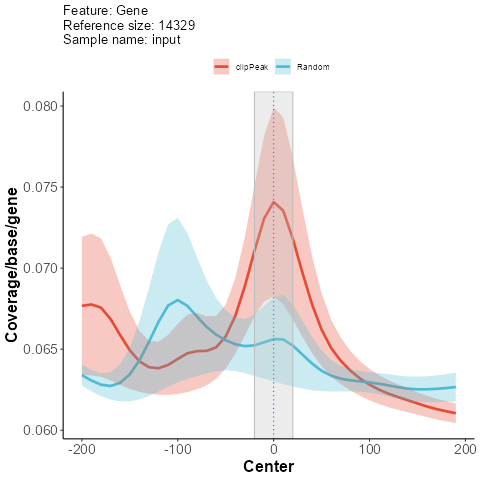 Feature: Gene
Reference size: 14329
Sample name: input
clipPeak Random
0.080
0.075
0.070
0.065
0.060
Coverage/base/gene
-200 -100 0 100 200
Center